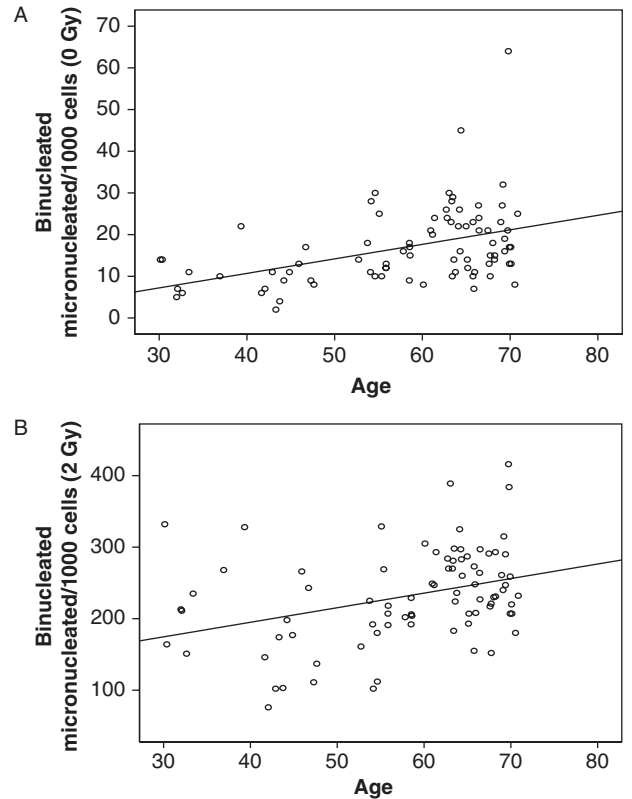 A
Binucleated
micronucleated/1000 cells (0 Gy)
70
60
50
40
30
20
10
0
30 40 50 60 70 80
Age
B
Binucleated
micronucleated/1000 cells (2 Gy)
400
300
200
100
30 40 50 60 70 80
Age